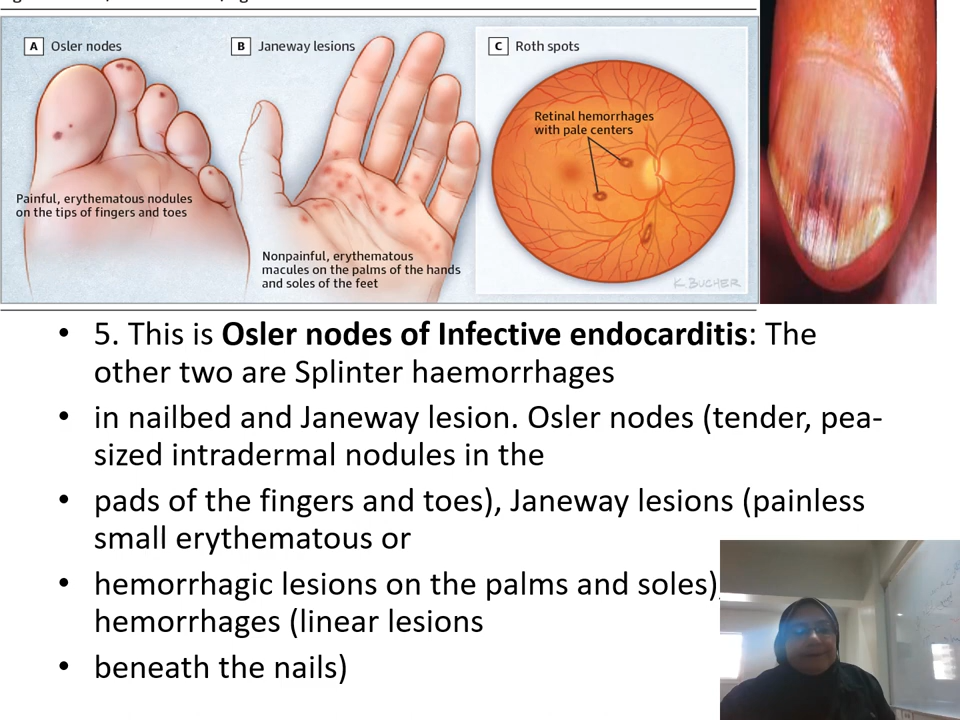 A Osler nodes
B Janeway lesions
C Roth spots
Retinal hemorrhages
with pale centers
Painful, erythematous nodules
on the tips of fingers and toes
Nonpainful, erythematous
macules on the palms of the hands
and soles of the feet
K. BUCHER
• 5. This is Osler nodes of Infective endocarditis: The
other two are Splinter haemorrhages
• in nailbed and Janeway lesion. Osler nodes (tender, pea-
sized intradermal nodules in the
• pads of the fingers and toes), Janeway lesions (painless
small erythematous or
• hemorrhagic lesions on the palms and soles)
hemorrhages (linear lesions
• beneath the nails)